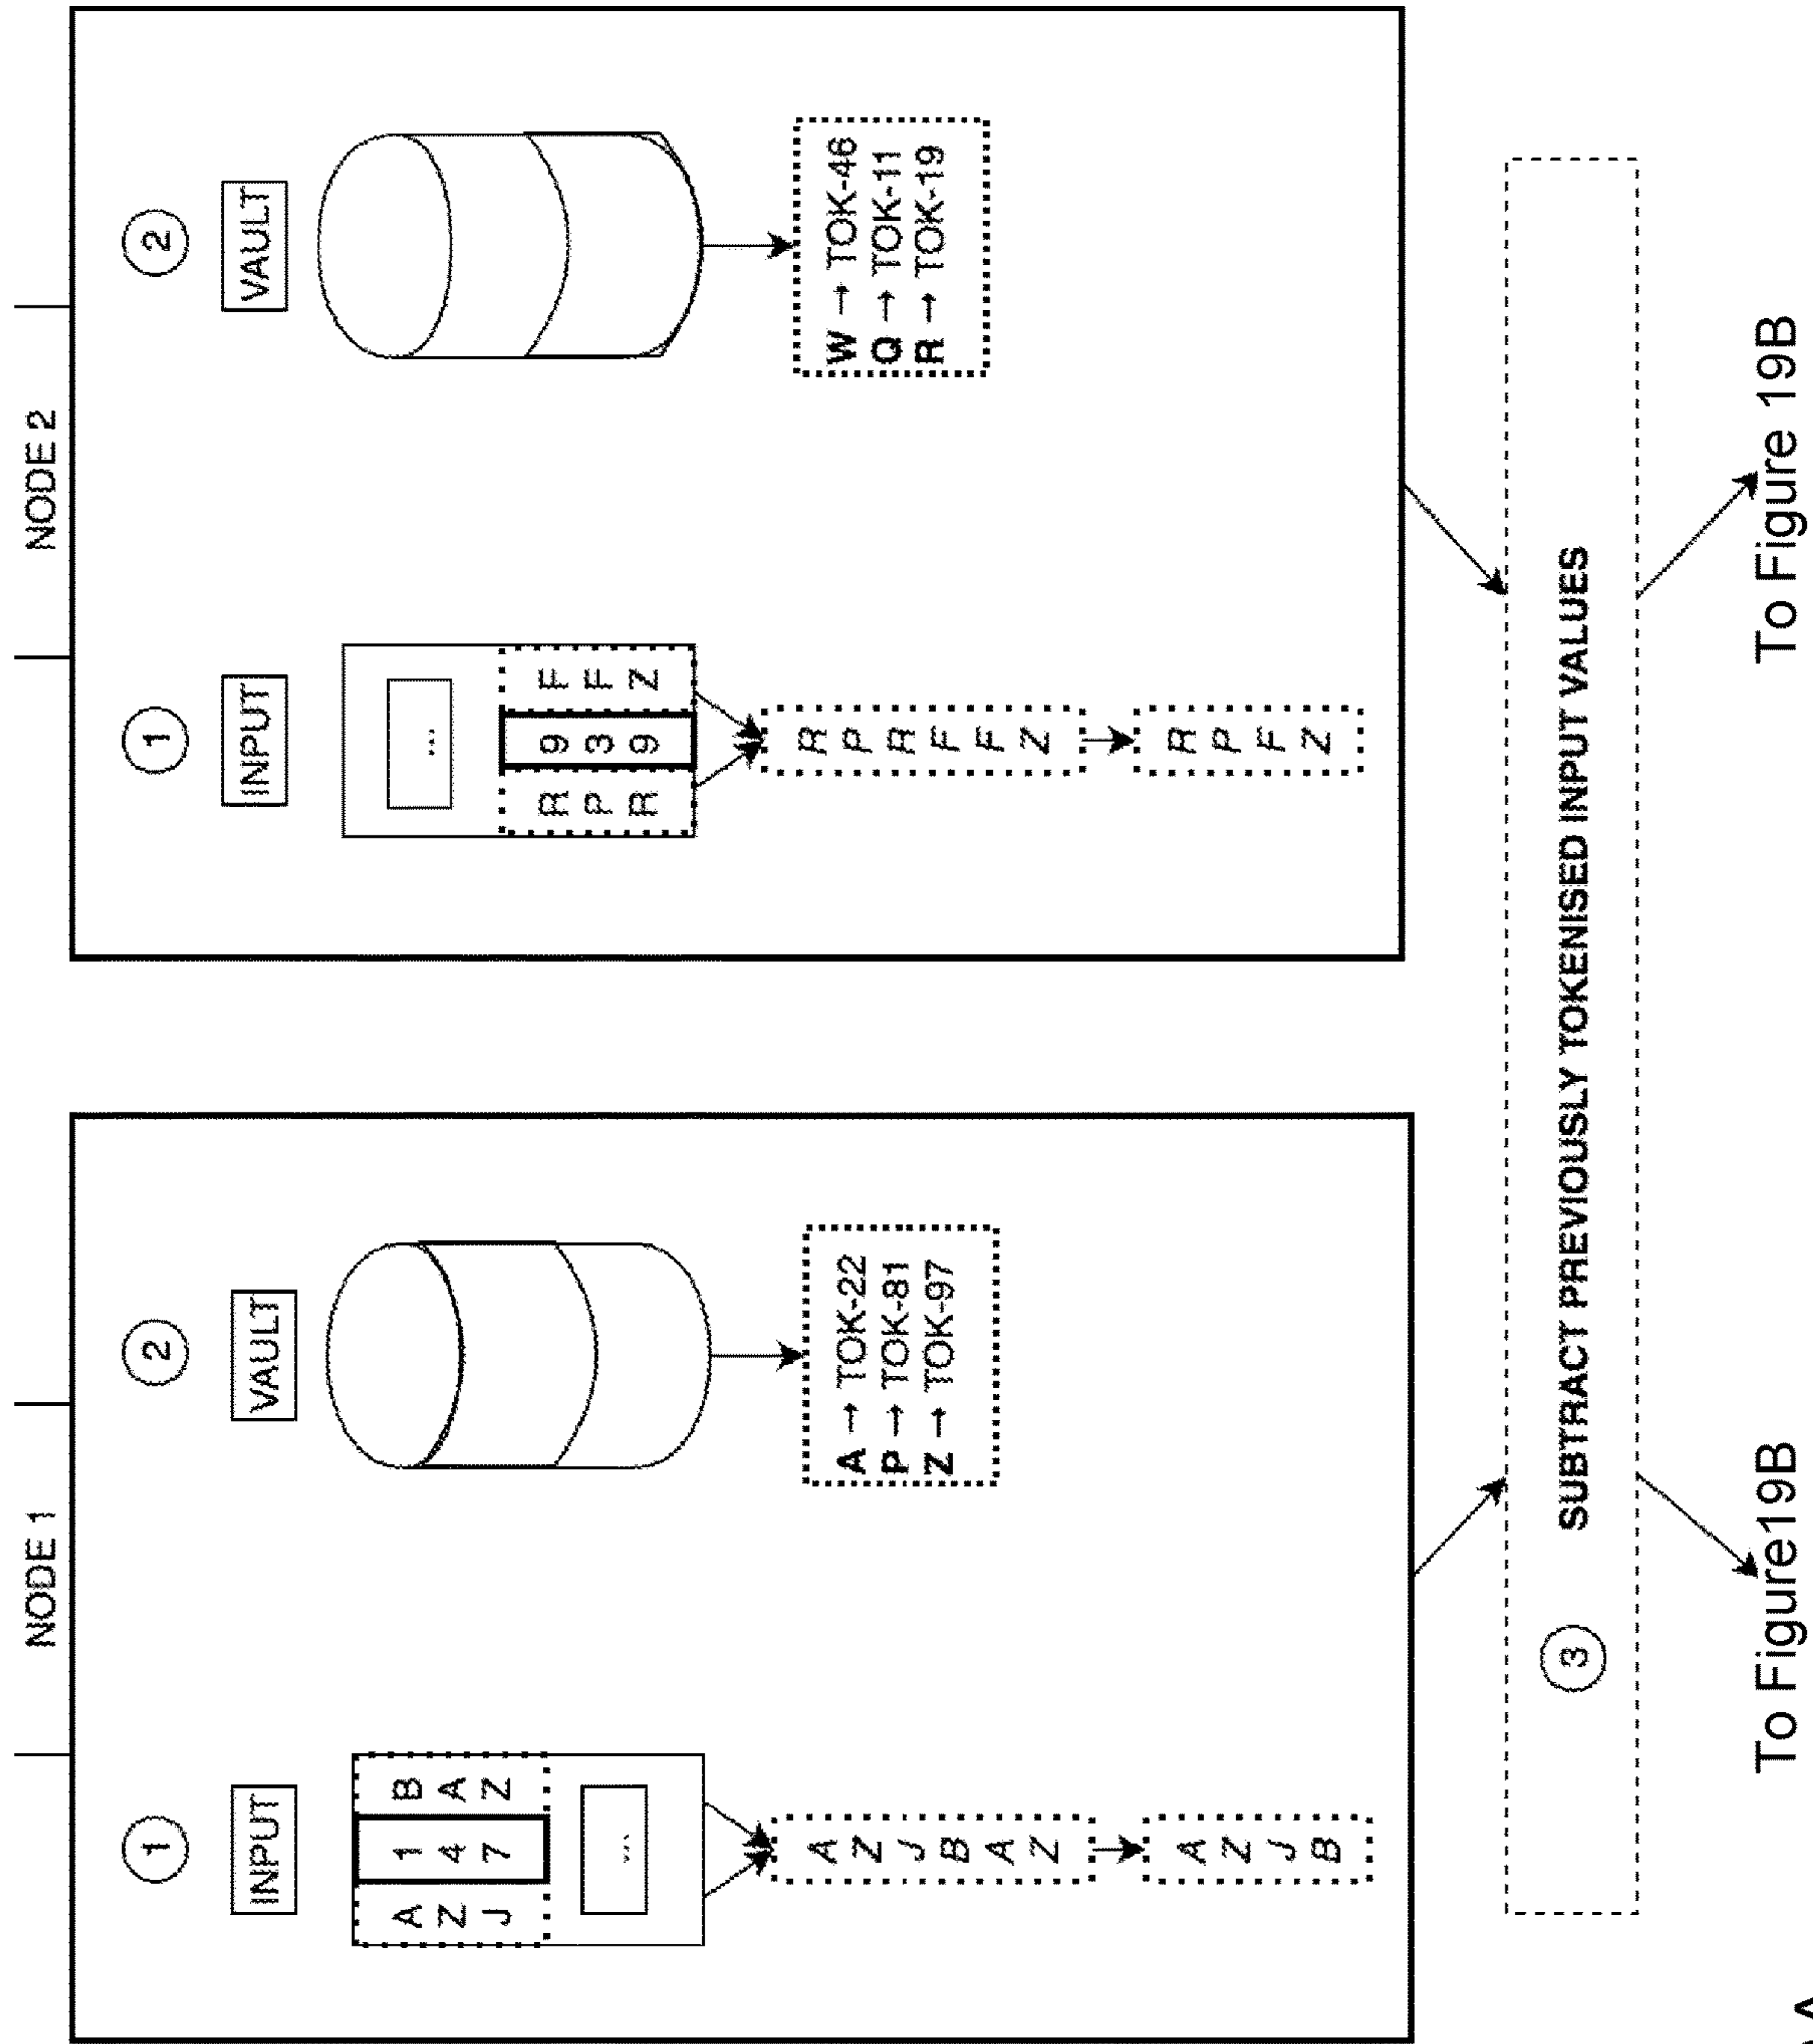 NODE 1
NODE 2
1
2
1
2
INPUT
VAULT
INPUT
VAULT
A 1 B
Z 4 A
J 7 Z
...
A
Z
J
B
A
Z
A
Z
J
B
A → TOK-22
P → TOK-81
Z → TOK-97
...
R 9 F
P 3 F
R 9 Z
R
P
R
F
F
Z
R
P
F
Z
W → TOK-46
Q → TOK-11
R → TOK-19
3 SUBTRACT PREVIOUSLY TOKENISED INPUT VALUES
To Figure19B
To Figure 19B